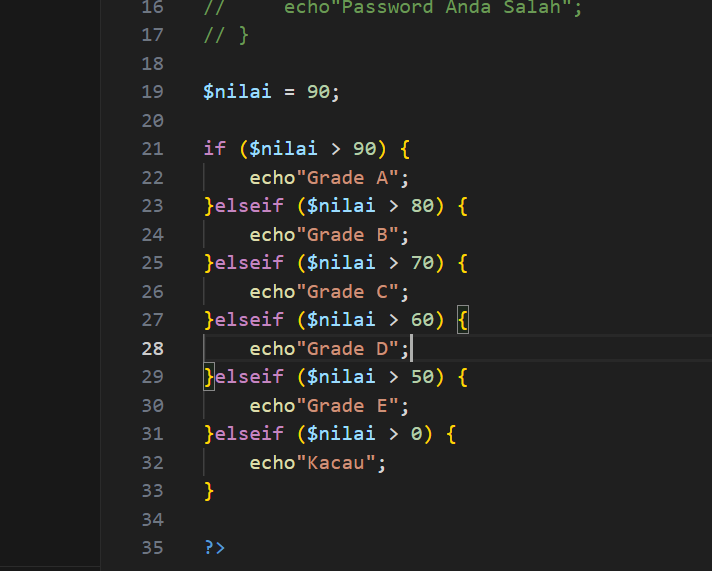 16 //     echo"Password Anda Salah";
17 // }
18
19 $nilai = 90;
20
21 if ($nilai > 90) {
22     echo"Grade A";
23 }elseif ($nilai > 80) {
24     echo"Grade B";
25 }elseif ($nilai > 70) {
26     echo"Grade C";
27 }elseif ($nilai > 60) {
28     echo"Grade D";
29 }elseif ($nilai > 50) {
30     echo"Grade E";
31 }elseif ($nilai > 0) {
32     echo"Kacau";
33 }
34
35 ?>